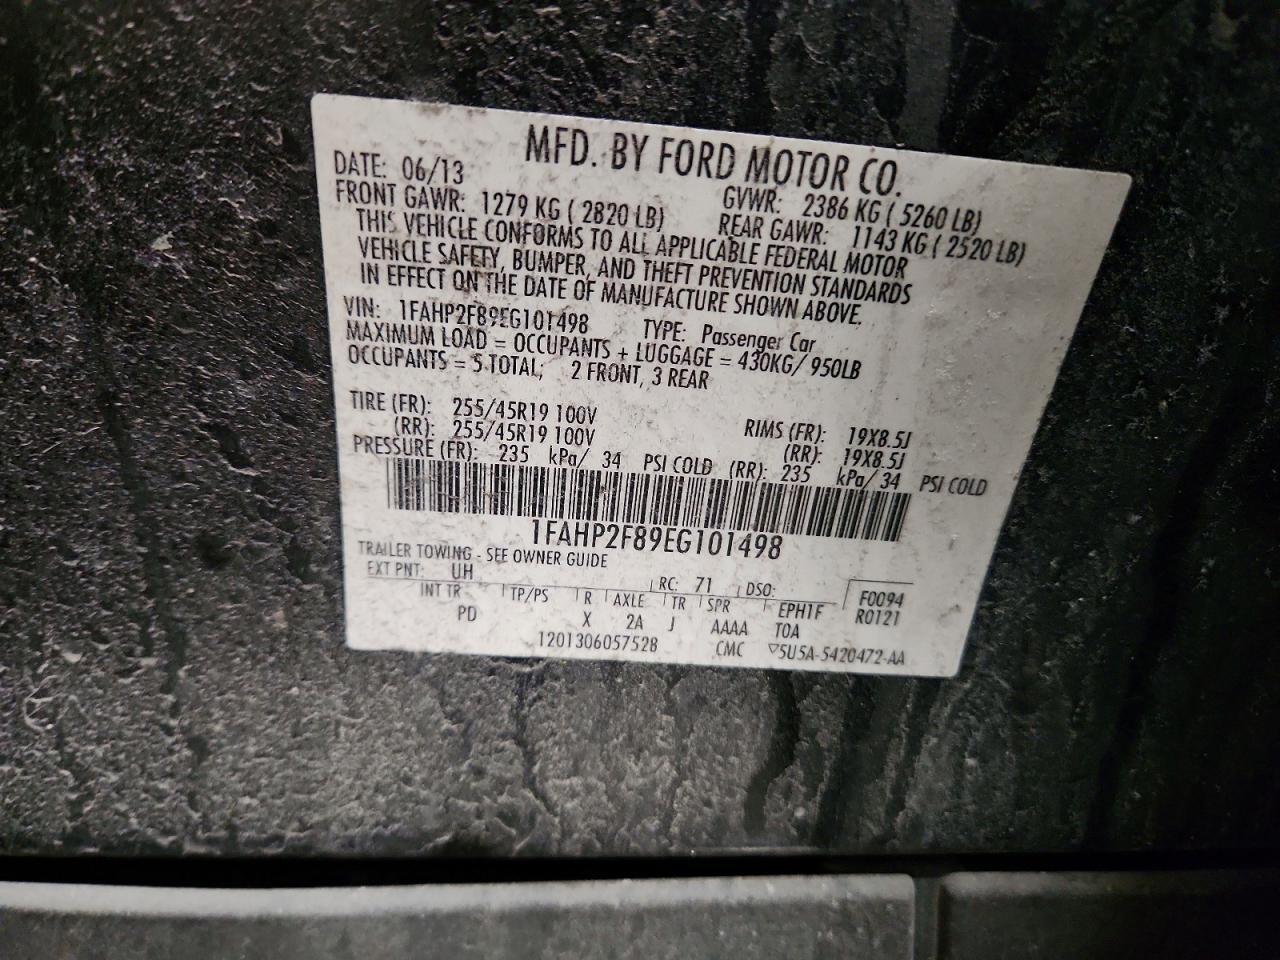 MFD. BY FORD MOTOR CO.
DATE: 06/13 GVWR: 2386 KG ( 5260 LB)
FRONT GAWR: 1279 KG ( 2820 LB) REAR GAWR: 1143 KG ( 2520 LB)
THIS VEHICLE CONFORMS TO ALL APPLICABLE FEDERAL MOTOR
VEHICLE SAFETY, BUMPER, AND THEFT PREVENTION STANDARDS
IN EFFECT ON THE DATE OF MANUFACTURE SHOWN ABOVE.
VIN: 1FAHP2F89EG101498 TYPE: Passenger Car
MAXIMUM LOAD = OCCUPANTS + LUGGAGE = 430KG/ 950LB
OCCUPANTS = 5 TOTAL; 2 FRONT, 3 REAR
TIRE (FR): 255/45R19 100V RIMS (FR): 19X8.5J
(RR): 255/45R19 100V (RR): 19X8.5J
PRESSURE (FR): 235 kPa/ 34 PSI COLD (RR): 235 kPa/ 34 PSI COLD
1FAHP2F89EG101498
TRAILER TOWING - SEE OWNER GUIDE
EXT PNT: UH RC: 71 DSO:
INT TR TP/PS R AXLE TR SPR EPH1F F0094
PD X 2A J AAAA T0A R0121
1201306057528 CMC ▽5U5A-5420472-AA